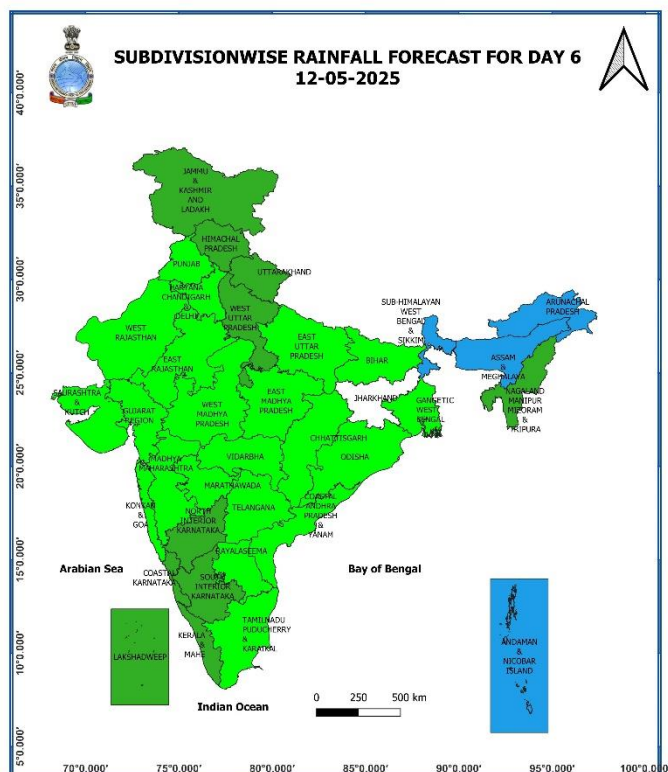 SUBDIVISIONWISE RAINFALL FORECAST FOR DAY 6
12-05-2025
40°0.000'
35°0.000'
30°0.000'
25°0.000'
20°0.000'
15°0.000'
10°0.000'
5°0.000'
JAMMU
&
KASHMIR
AND
LADAKH
HIMACHAL
PRADESH
PUNJAB
UTTARAKHAND
HARYANA
CHANDIGARH
&
DELHI
WEST
UTTAR
PRADESH
SUB-HIMALAYAN
WEST
BENGAL
&
SIKKIM
ARUNACHAL
PRADESH
WEST
RAJASTHAN
EAST
UTTAR
PRADESH
EAST
RAJASTHAN
BIHAR
ASSAM
&
MEGHALAYA
NAGALAND
MANIPUR
MIZORAM
&
TRIPURA
SAURASHTRA
&
KUTCH
GUJARAT
REGION
WEST
MADHYA
PRADESH
EAST
MADHYA
PRADESH
JHARKHAND
GANGETIC
WEST
BENGAL
CHHATTISGARH
MADHYA
MAHARASHTRA
VIDARBHA
ODISHA
MARATHWADA
KONKAN
&
GOA
NORTH
INTERIOR
KARNATAKA
TELANGANA
COASTAL
ANDHRA
PRADESH
&
YANAM
RAYALASEEMA
Arabian Sea
COASTAL
KARNATAKA
SOUTH
INTERIOR
KARNATAKA
Bay of Bengal
LAKSHADWEEP
KERALA
&
MAHE
TAMILNADU
PUDUCHERRY
&
KARAIKAL
ANDAMAN
&
NICOBAR
ISLAND
Indian Ocean
0 250 500 km
70°0.000' 75°0.000' 80°0.000' 85°0.000' 90°0.000' 95°0.000' 100°0.000'